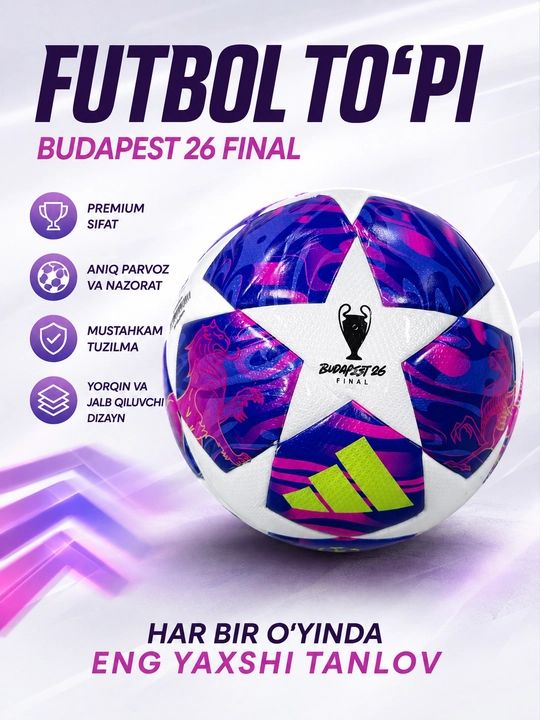 FUTBOL TO‘PI
BUDAPEST 26 FINAL
PREMIUM
SIFAT
ANIQ PARVOZ
VA NAZORAT
MUSTAHKAM
TUZILMA
YORQIN VA
JALB QILUVCHI
DIZAYN
BUDAPEST 26
FINAL
HAR BIR O‘YINDA
ENG YAXSHI TANLOV